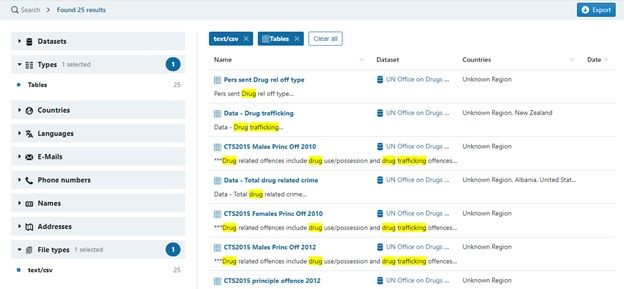 Search > Found 25 results
Export
Datasets
Types 1 selected 1
Tables 25
Countries
Languages
E-Mails
Phone numbers
Names
Addresses
File types 1 selected 1
text/csv 25
text/csv × Tables × Clear all
Name Dataset Countries Date
Pers sent Drug rel off type UN Office on Drugs ... Unknown Region
Pers sent Drug rel off type...
Data - Drug trafficking UN Office on Drugs ... Unknown Region, New Zealand
Data - Drug trafficking...
CTS2015 Males Princ Off 2010 UN Office on Drugs ... Unknown Region
***Drug related offences include drug use/possession and drug trafficking offences...
Data - Total drug related crime UN Office on Drugs ... Unknown Region, Albania, United Stat...
Data - Total drug related crime...
CTS2015 Females Princ Off 2010 UN Office on Drugs ... Unknown Region
***Drug related offences include drug use/possession and drug trafficking offences...
CTS2015 Males Princ Off 2012 UN Office on Drugs ... Unknown Region
***Drug related offences include drug use/possession and drug trafficking offences...
CTS2015 principle offence 2012 UN Office on Drugs ... Unknown Region